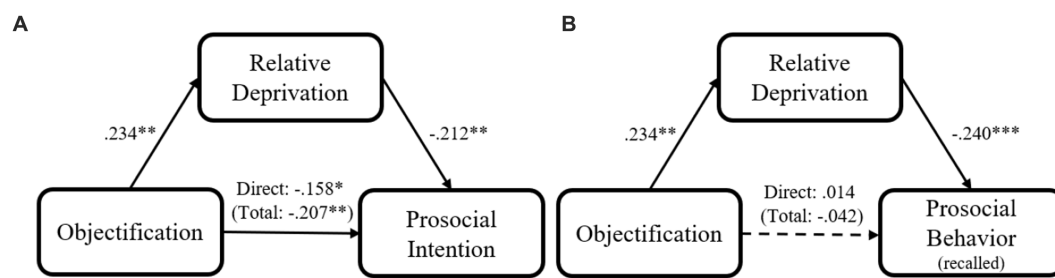 A
Relative
Deprivation
.234**
-.212**
Direct: -.158*
(Total: -.207**)
Objectification
Prosocial
Intention
B
Relative
Deprivation
.234**
-.240***
Direct: .014
(Total: -.042)
Objectification
Prosocial
Behavior
(recalled)